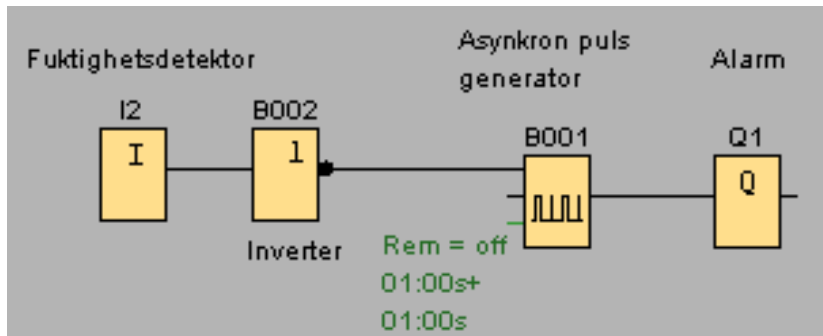 Fuktighetsdetektor
Asynkron puls
generator
Alarm
I2
B002
B001
Q1
I
1
Q
Inverter
Rem = off
01:00s+
01:00s